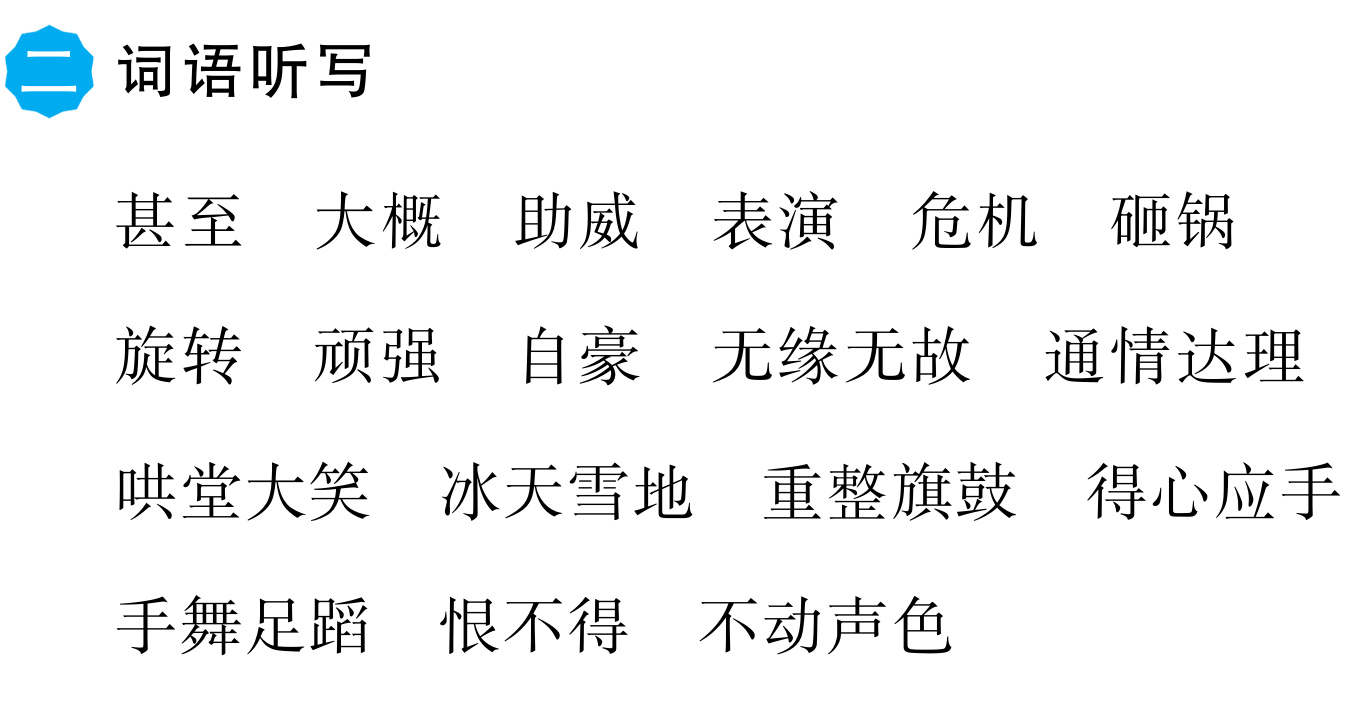 二 词语听写
甚至 大概 助威 表演 危机 砸锅
旋转 顽强 自豪 无缘无故 通情达理
哄堂大笑 冰天雪地 重整旗鼓 得心应手
手舞足蹈 恨不得 不动声色